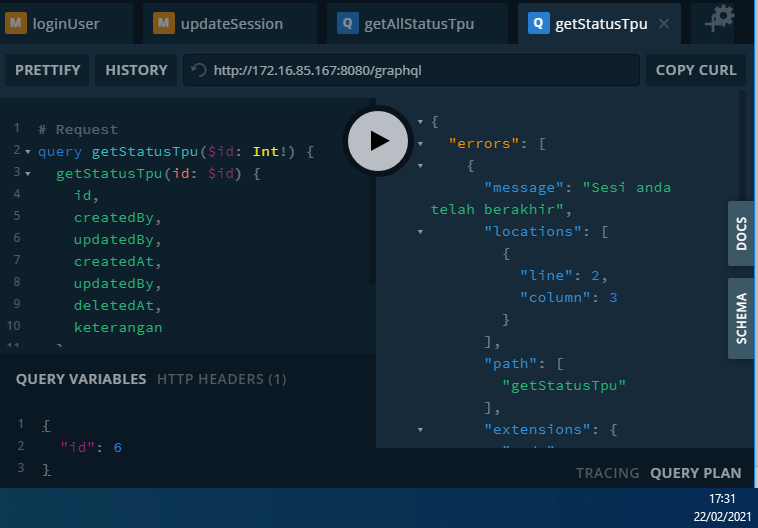 M loginUser
M updateSession
Q getAllStatusTpu
Q getStatusTpu ×
PRETTIFY
HISTORY
http://172.16.85.167:8080/graphql
COPY CURL
1 # Request
2 query getStatusTpu($id: Int!) {
3 getStatusTpu(id: $id) {
4 id,
5 createdBy,
6 updatedBy,
7 createdAt,
8 updatedBy,
9 deletedAt,
10 keterangan
11 }
QUERY VARIABLES HTTP HEADERS (1)
1 {
2 "id": 6
3 }
{
"errors": [
{
"message": "Sesi anda
telah berakhir",
"locations": [
{
"line": 2,
"column": 3
}
],
"path": [
"getStatusTpu"
],
"extensions": {
DOCS
SCHEMA
TRACING QUERY PLAN
17:31
22/02/2021